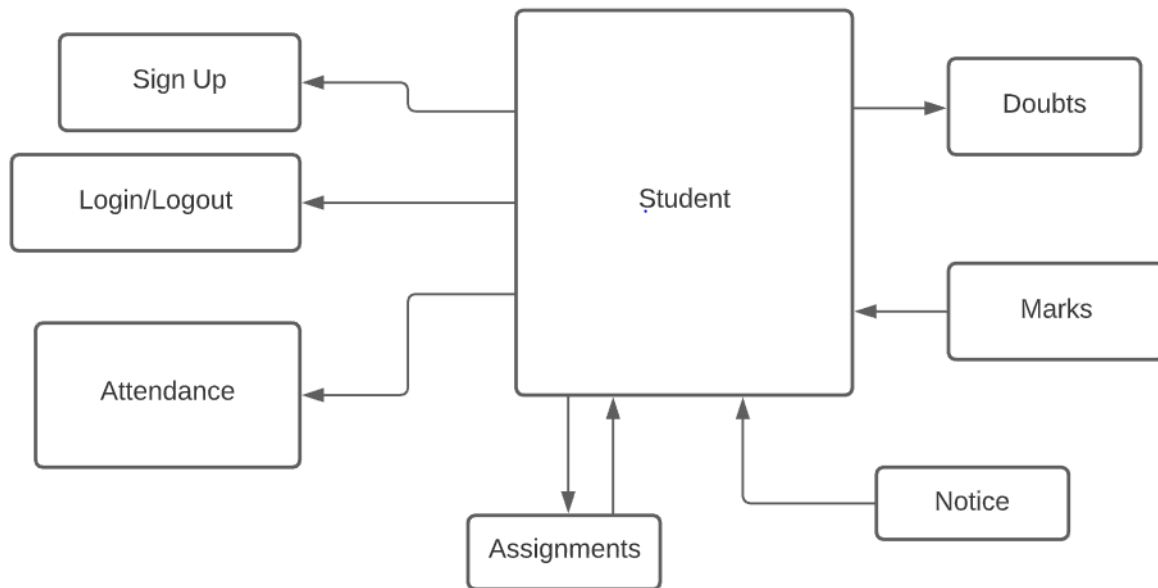 Sign Up
Doubts
Login/Logout
Student
Marks
Attendance
Notice
Assignments